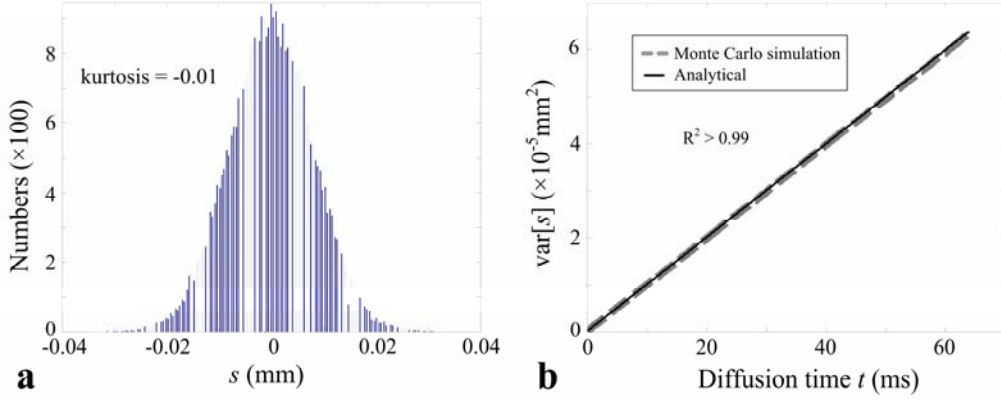 8
6
4
2
0
Numbers (×100)
kurtosis = -0.01
-0.04
-0.02
0
0.02
0.04
s (mm)
a
6
4
2
0
var[s] (×10⁻⁵mm²)
Monte Carlo simulation
Analytical
R² > 0.99
0
20
40
60
Diffusion time t (ms)
b